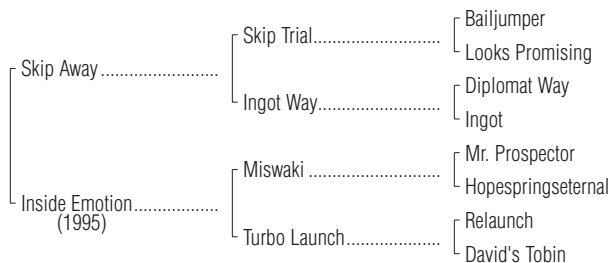 Bailjumper
Skip Trial..............................
Looks Promising
Skip Away ............................
Diplomat Way
Ingot Way..............................
Ingot
Mr. Prospector
Miswaki ................................
Hopespringseternal
Inside Emotion....................
(1995)
Relaunch
Turbo Launch......................
David's Tobin